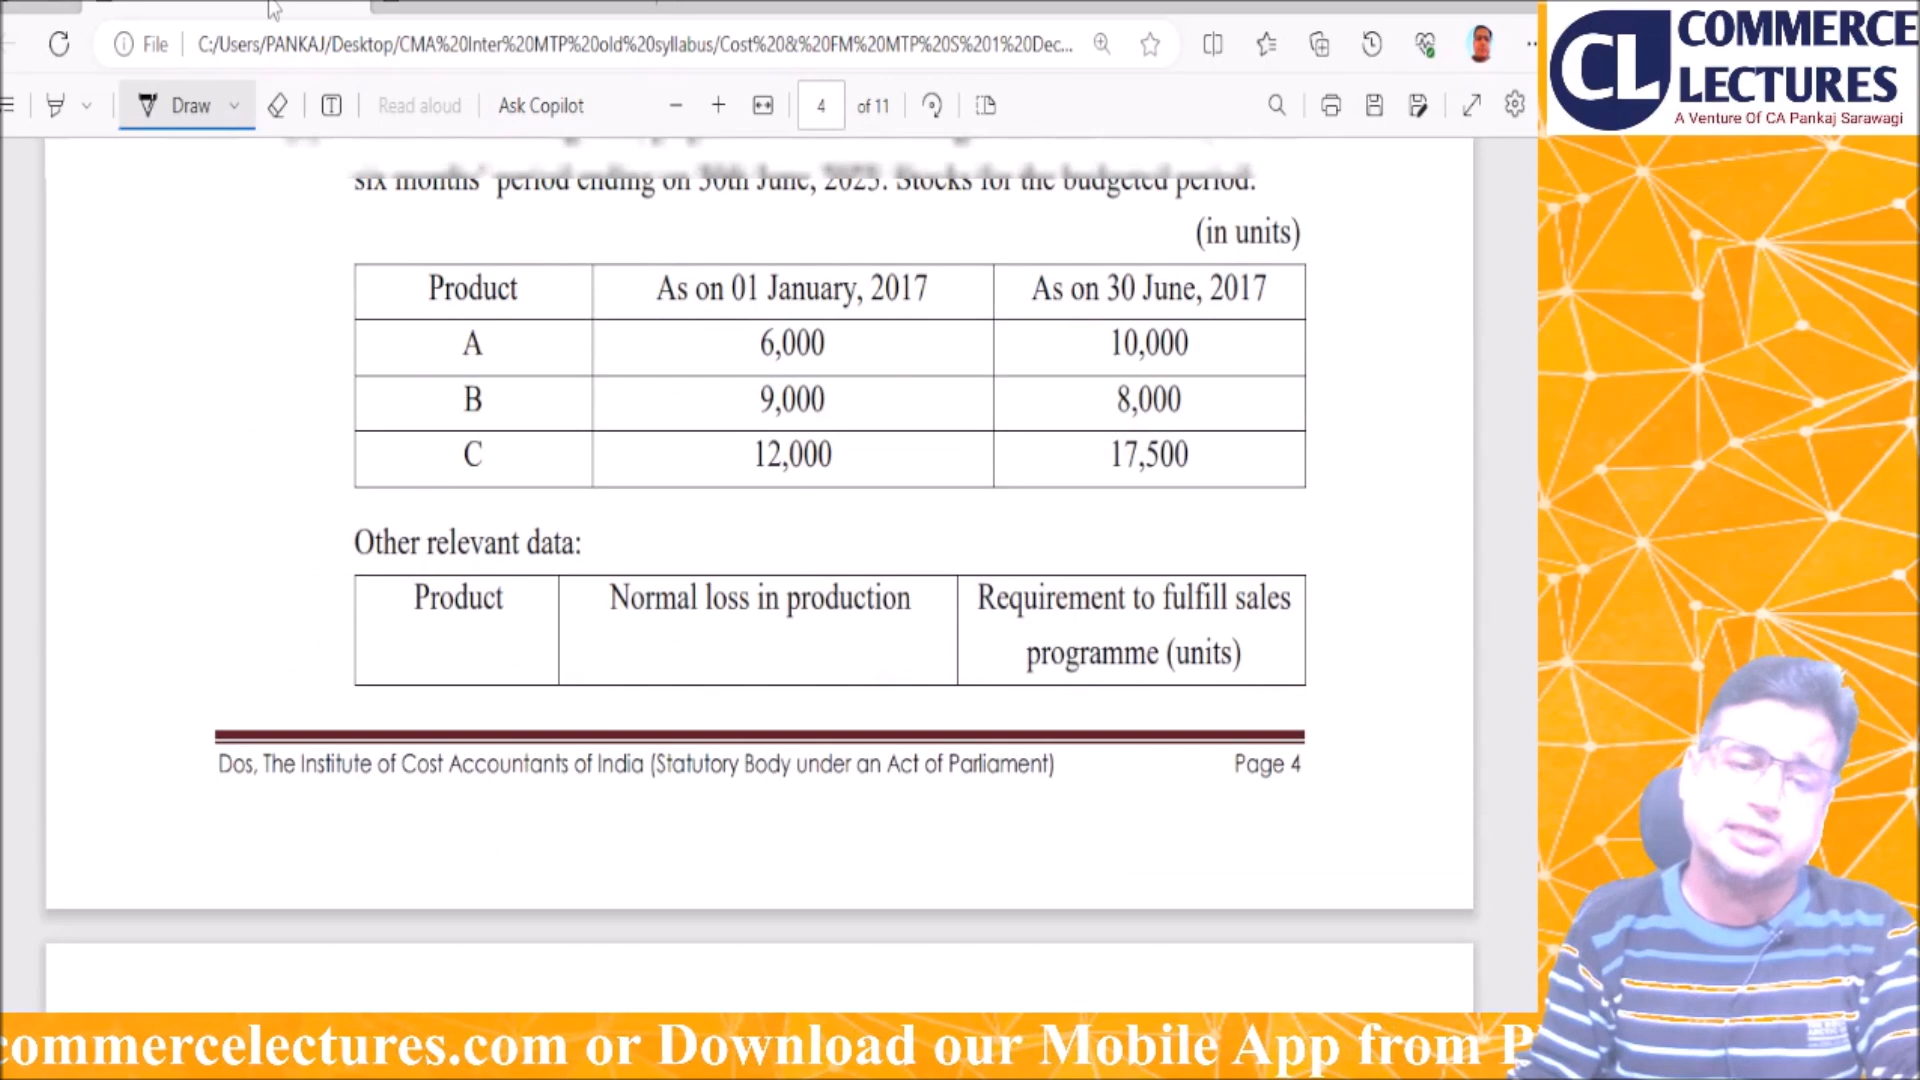 File
C:/Users/PANKAJ/Desktop/CMA%20Inter%20MTP%20old%20syllabus/Cost%20&%20FM%20MTP%20S%201%20Dec...
Draw
Read aloud
Ask Copilot
4 of 11
CL COMMERCE
LECTURES
A Venture Of CA Pankaj Sarawagi
six months' period ending on 30th June, 2023. Stocks for the budgeted period.
(in units)
Product As on 01 January, 2017 As on 30 June, 2017
A 6,000 10,000
B 9,000 8,000
C 12,000 17,500
Other relevant data:
Product Normal loss in production Requirement to fulfill sales
programme (units)
Dos, The Institute of Cost Accountants of India (Statutory Body under an Act of Parliament) Page 4
ommercelectures.com or Download our Mobile App from P